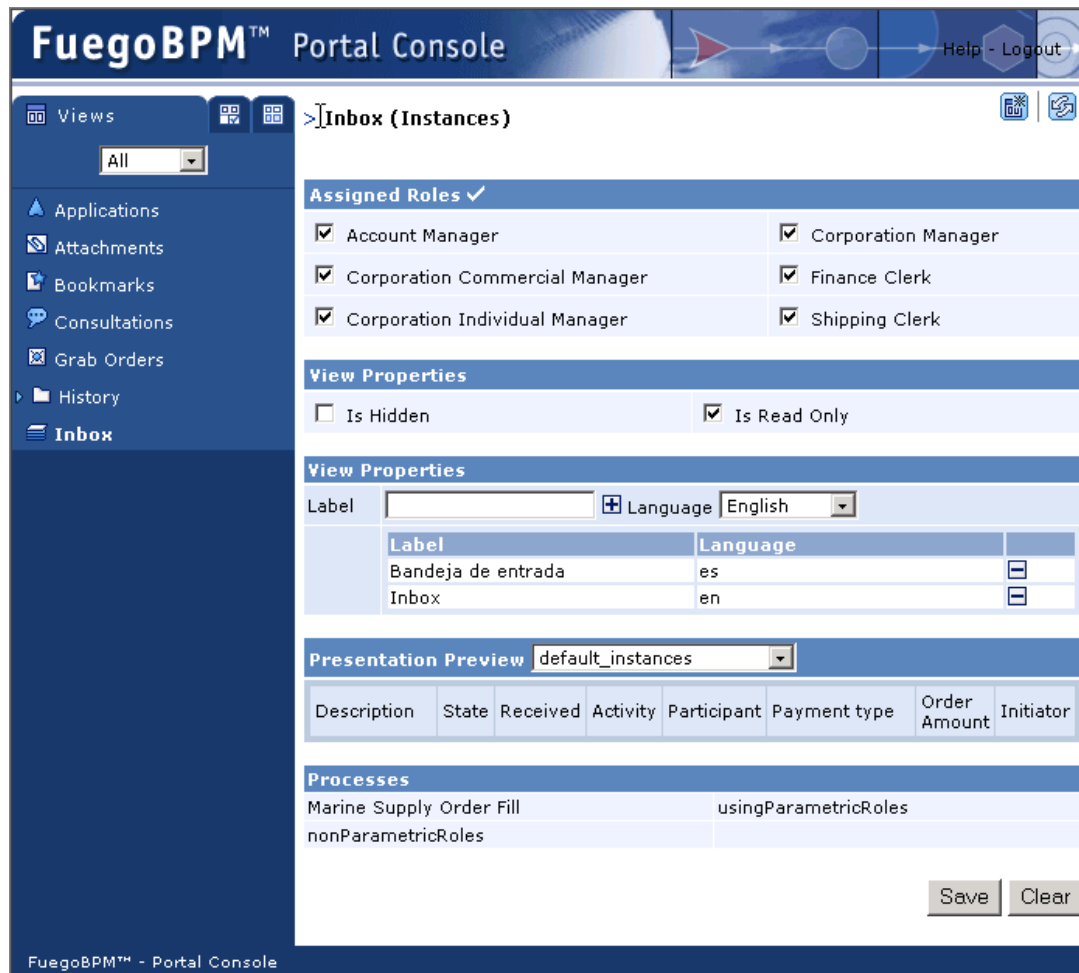 FuegoBPM™ Portal Console
Help - Logout
Views
All
Applications
Attachments
Bookmarks
Consultations
Grab Orders
History
Inbox
> Inbox (Instances)
Assigned Roles
Account Manager Corporation Manager
Corporation Commercial Manager Finance Clerk
Corporation Individual Manager Shipping Clerk
View Properties
Is Hidden Is Read Only
View Properties
Label Language English
Label Language
Bandeja de entrada es
Inbox en
Presentation Preview default_instances
Description State Received Activity Participant Payment type Order Amount Initiator
Processes
Marine Supply Order Fill usingParametricRoles
nonParametricRoles
Save Clear
FuegoBPM™ - Portal Console